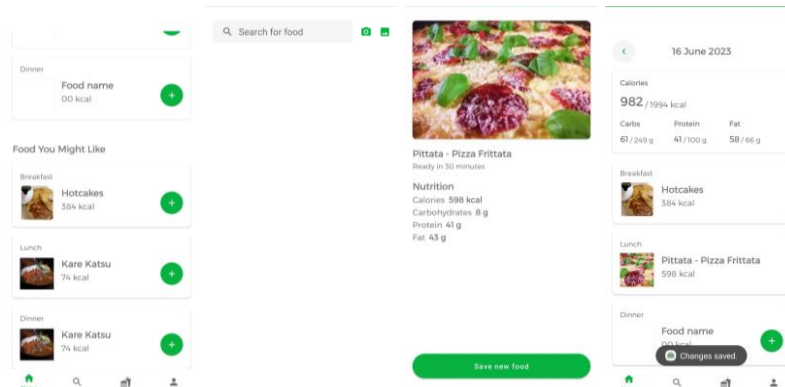 Dinner
Food name
00 kcal
Food You Might Like
Breakfast
Hotcakes
384 kcal
Lunch
Kare Katsu
74 kcal
Dinner
Kare Katsu
74 kcal
Search for food
Pittata - Pizza Frittata
Ready in 30 minutes
Nutrition
Calories 598 kcal
Carbohydrates 8 g
Protein 41 g
Fat 43 g
Save new food
16 June 2023
Calories
982 / 1994 kcal
Carbs Protein Fat
61 / 249 g 41 / 100 g 58 / 66 g
Breakfast
Hotcakes
384 kcal
Lunch
Pittata - Pizza Frittata
598 kcal
Dinner
Food name
00 kcal
Changes saved.